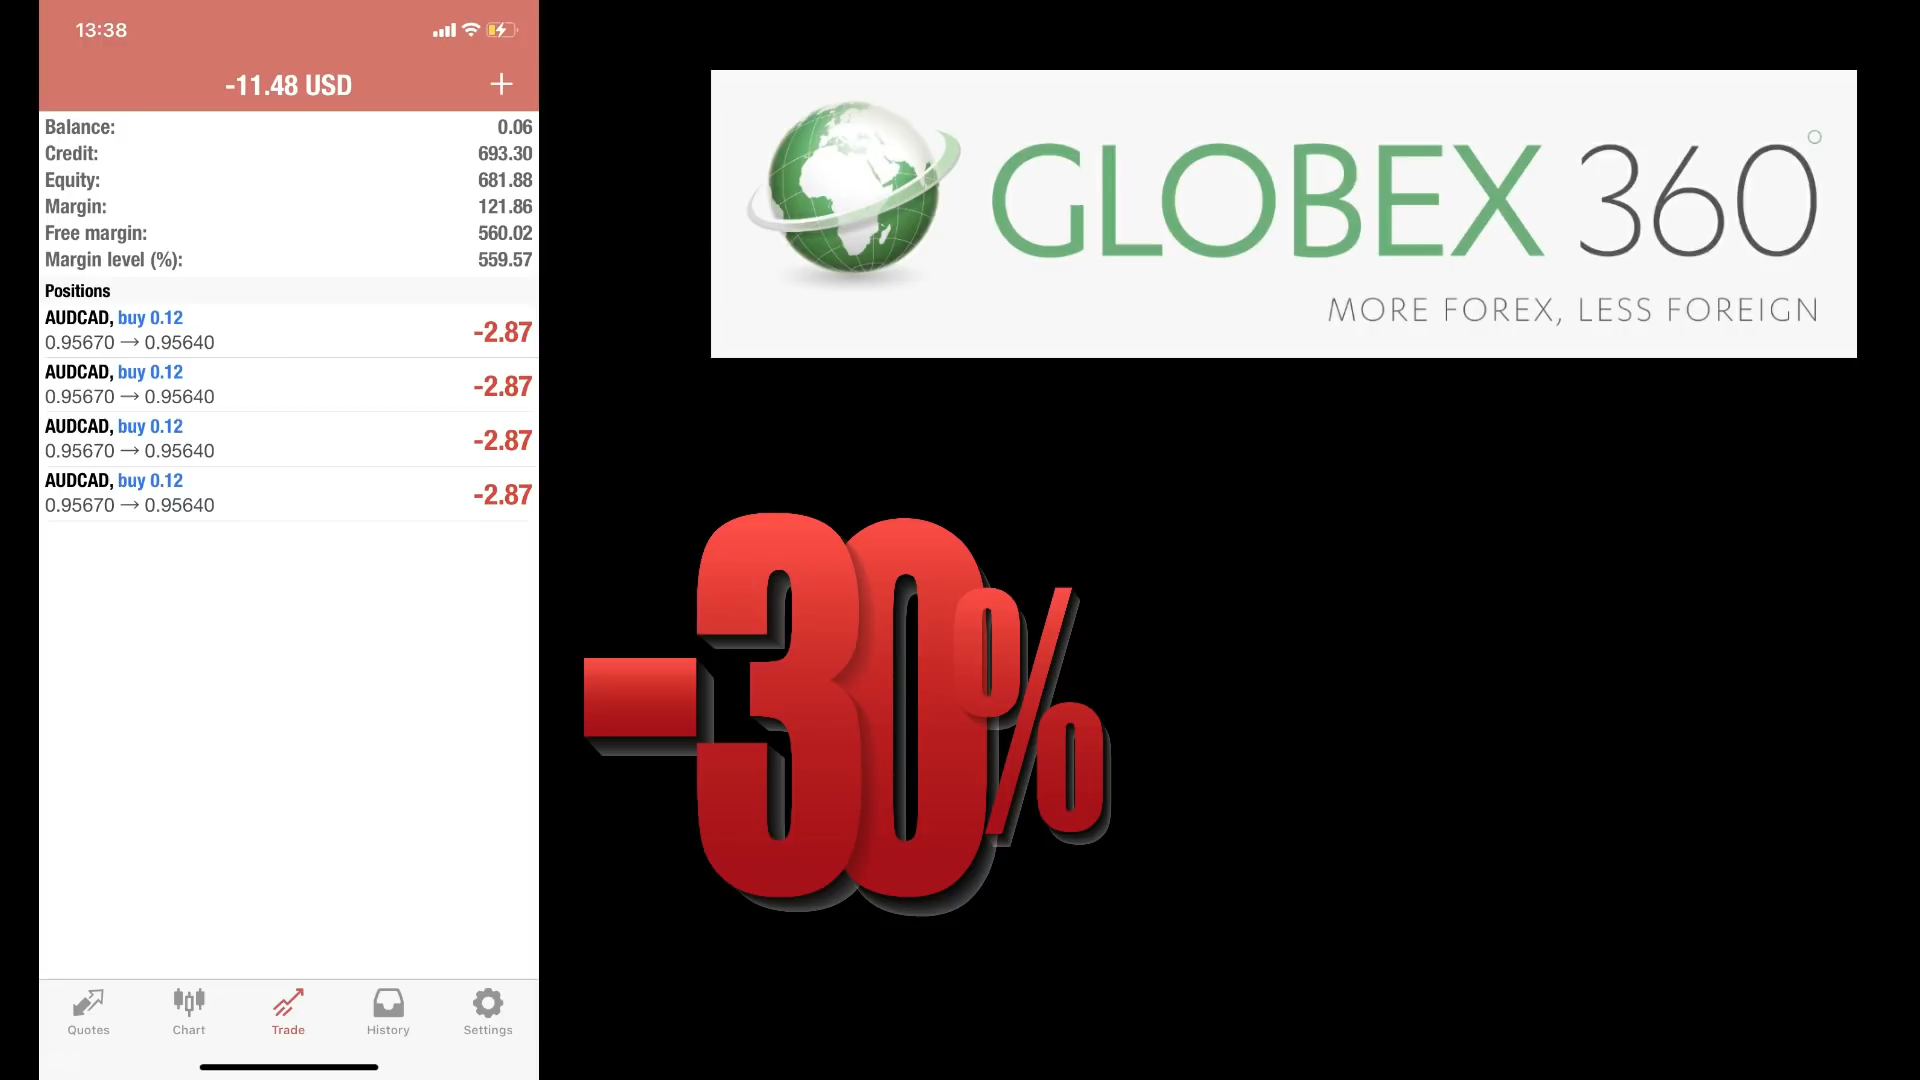 13:38
-11.48 USD +
Balance: 0.06
Credit: 693.30
Equity: 681.88
Margin: 121.86
Free margin: 560.02
Margin level (%): 559.57
Positions
AUDCAD, buy 0.12
0.95670 → 0.95640 -2.87
AUDCAD, buy 0.12
0.95670 → 0.95640 -2.87
AUDCAD, buy 0.12
0.95670 → 0.95640 -2.87
AUDCAD, buy 0.12
0.95670 → 0.95640 -2.87
Quotes Chart Trade History Settings
GLOBEX 360°
MORE FOREX, LESS FOREIGN
-30%